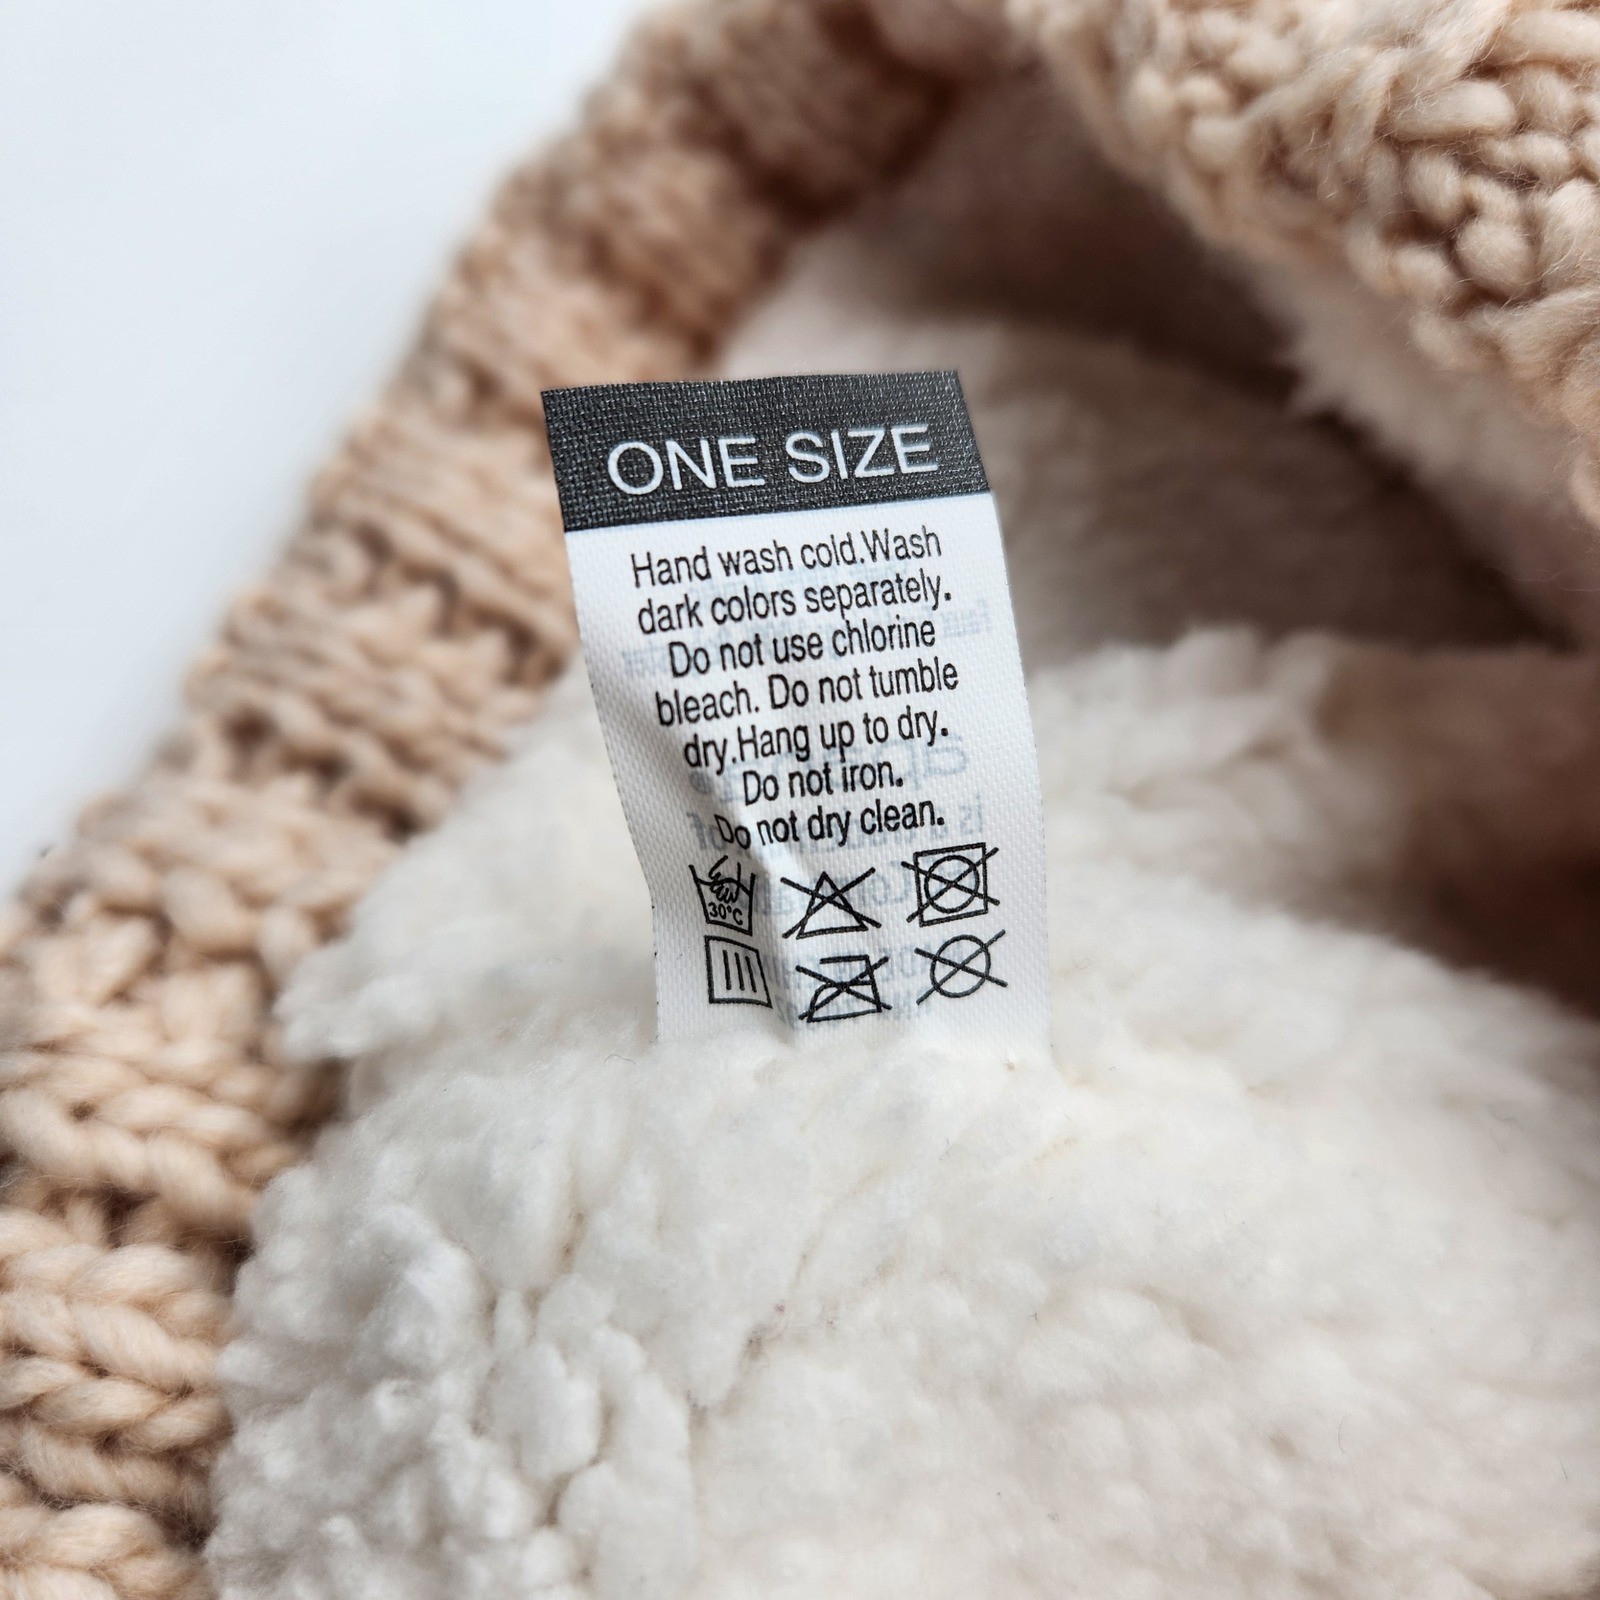 ONE SIZE
Hand wash cold.Wash
dark colors separately.
Do not use chlorine
bleach. Do not tumble
dry.Hang up to dry.
Do not iron.
Do not dry clean.
30°C